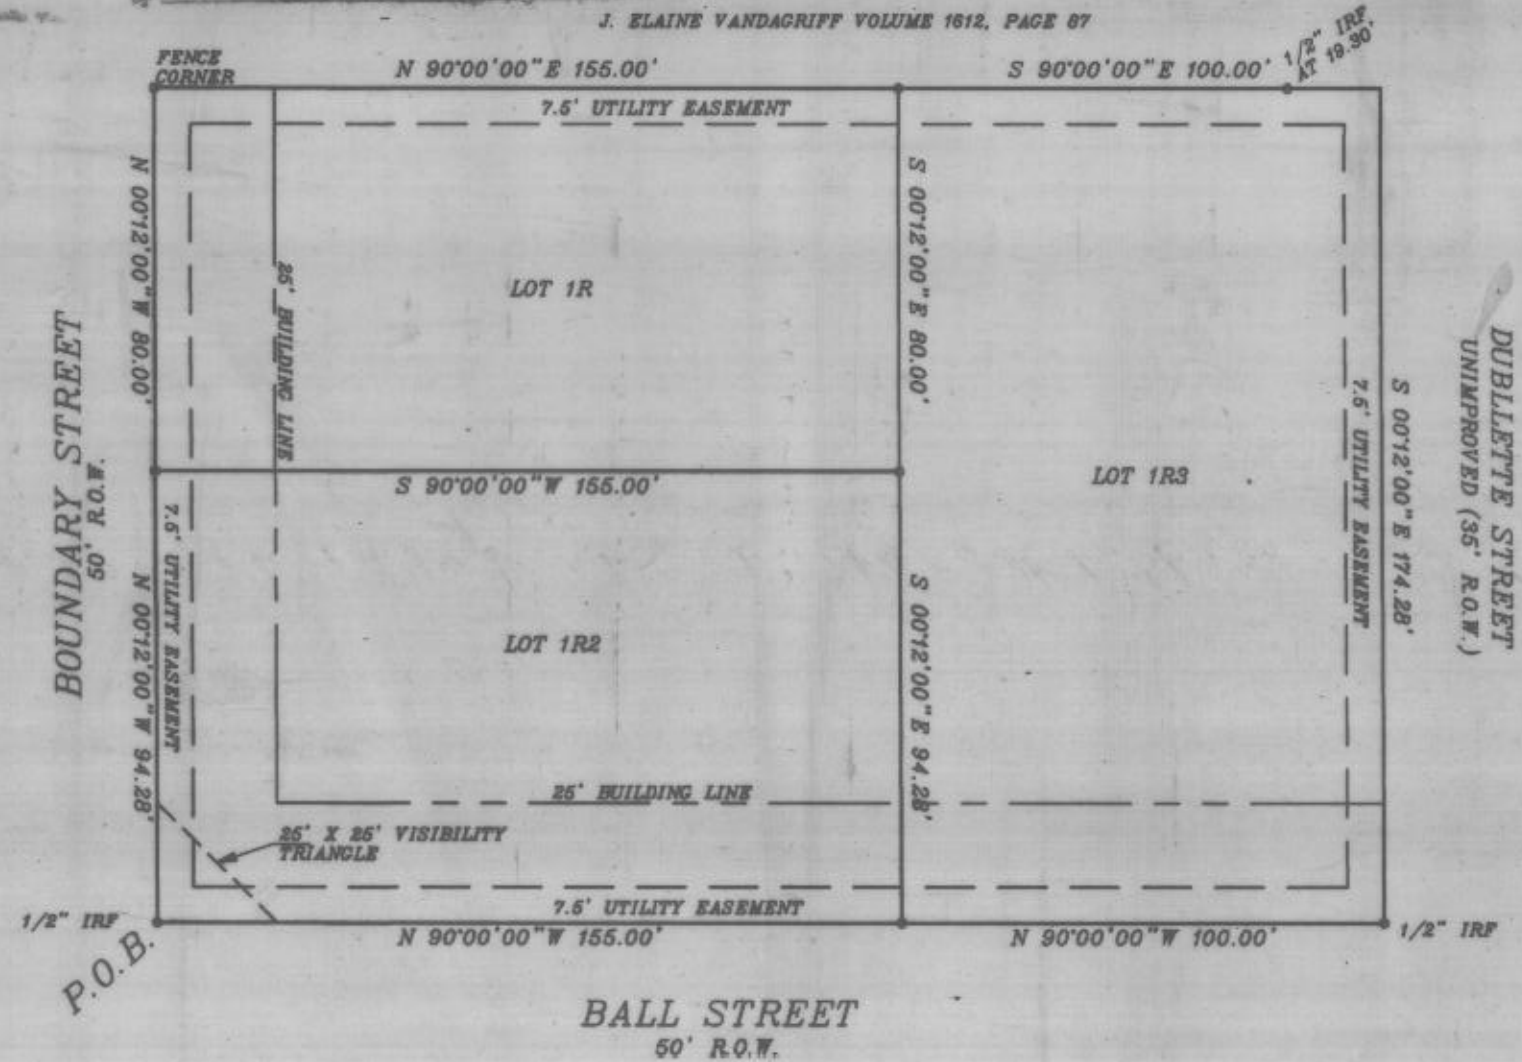 J. ELAINE VANDAGRIFF VOLUME 1612, PAGE 87
FENCE
CORNER
N 90°00'00"E 155.00'
S 90°00'00"E 100.00'
1/2" IRF,
AT 19.30'
7.5' UTILITY EASEMENT
N 00°12'00"W 80.00'
25' BUILDING LINE
LOT 1R
S 00°12'00"E 80.00'
BOUNDARY STREET
50' R.O.W.
S 90°00'00"W 155.00'
LOT 1R3
7.5' UTILITY EASEMENT
S 00°12'00"E 174.28'
DUBLLETTE STREET
UNIMPROVED (35' R.O.W.)
7.5' UTILITY EASEMENT
N 00°12'00"W 94.28'
LOT 1R2
S 00°12'00"E 94.28'
25' BUILDING LINE
25' X 25' VISIBILITY
TRIANGLE
7.5' UTILITY EASEMENT
1/2" IRF
P.O.B.
N 90°00'00"W 155.00'
N 90°00'00"W 100.00'
1/2" IRF
BALL STREET
50' R.O.W.